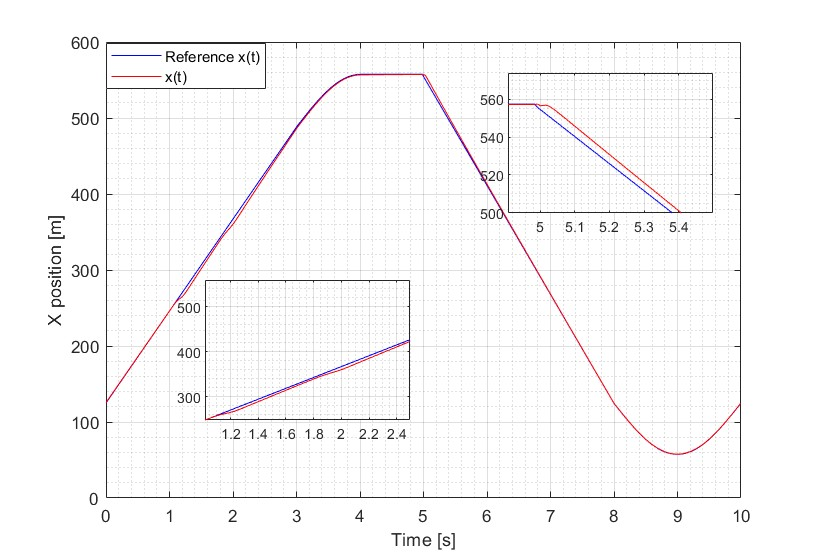 600
Reference x(t)
x(t)
500
400
300
200
100
0
X position [m]
560
540
520
500
5 5.1 5.2 5.3 5.4
500
400
300
1.2 1.4 1.6 1.8 2 2.2 2.4
0 1 2 3 4 5 6 7 8 9 10
Time [s]